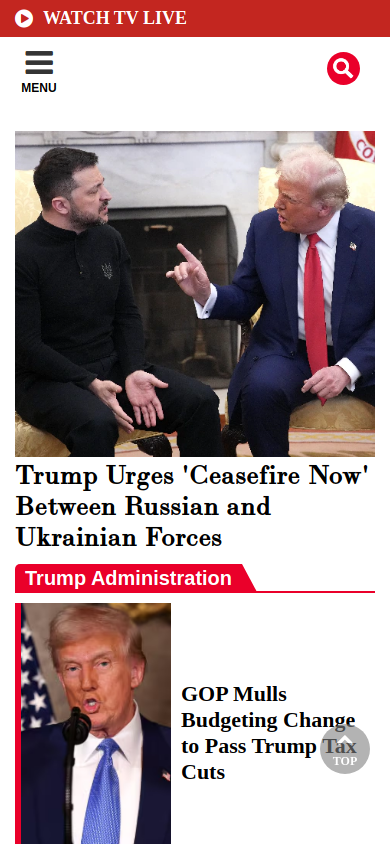 WATCH TV LIVE
MENU
Trump Urges 'Ceasefire Now'
Between Russian and
Ukrainian Forces
Trump Administration
GOP Mulls
Budgeting Change
to Pass Trump Tax
Cuts
TOP